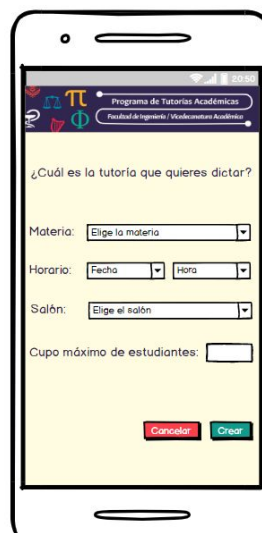 20:50
Programa de Tutorías Académicas
Facultad de Ingeniería / Vicedecanatura Académica
¿Cuál es la tutoría que quieres dictar?
Materia: Elige la materia
Horario: Fecha Hora
Salón: Elige el salón
Cupo máximo de estudiantes:
Cancelar Crear